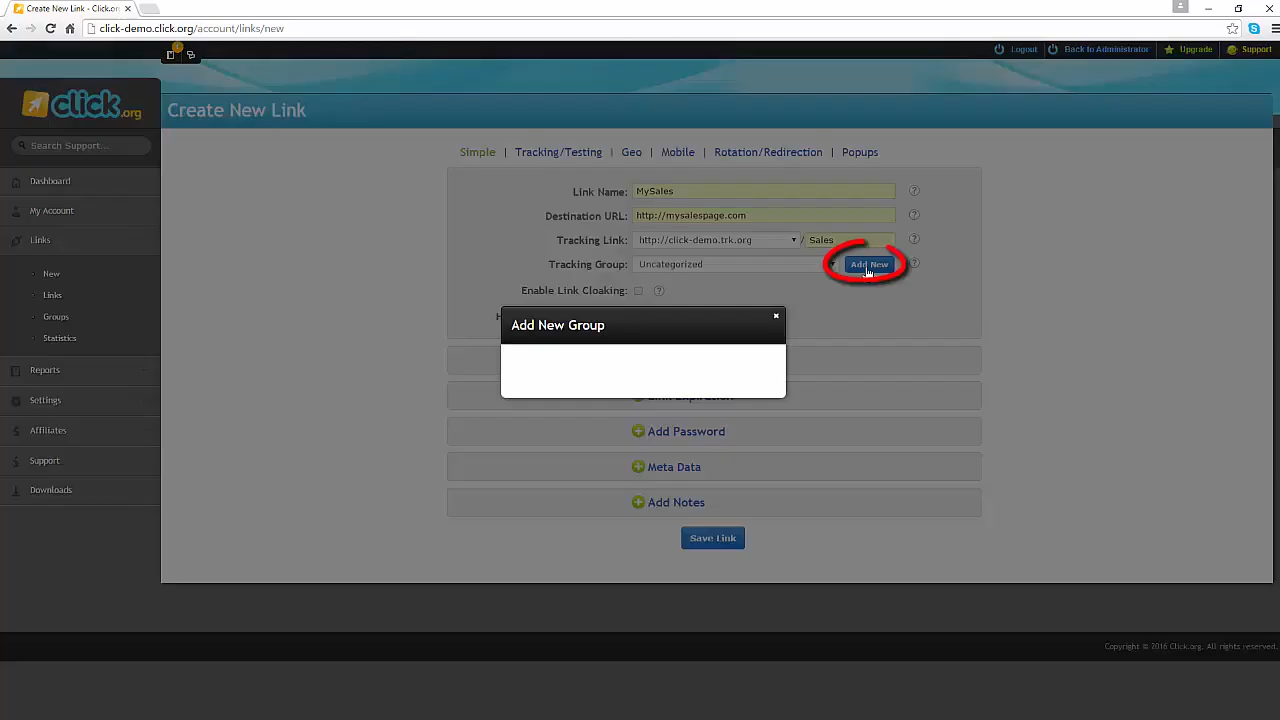 Create New Link - Click.or
click-demo.click.org/account/links/new
Logout
Back to Administrator
Upgrade
Support
click.org
Create New Link
Search Support...
Simple | Tracking/Testing | Geo | Mobile | Rotation/Redirection | Popups
Dashboard
My Account
Links
New
Links
Groups
Statistics
Reports
Settings
Affiliates
Support
Downloads
Link Name: MySales ?
Destination URL: http://mysalespage.com ?
Tracking Link: http://click-demo.trk.org / Sales ?
Tracking Group: Uncategorized Add New ?
Enable Link Cloaking: ?
H
Add New Group
Link Expiration
Add Password
Meta Data
Add Notes
Save Link
Copyright © 2016 Click.org. All rights reserved.